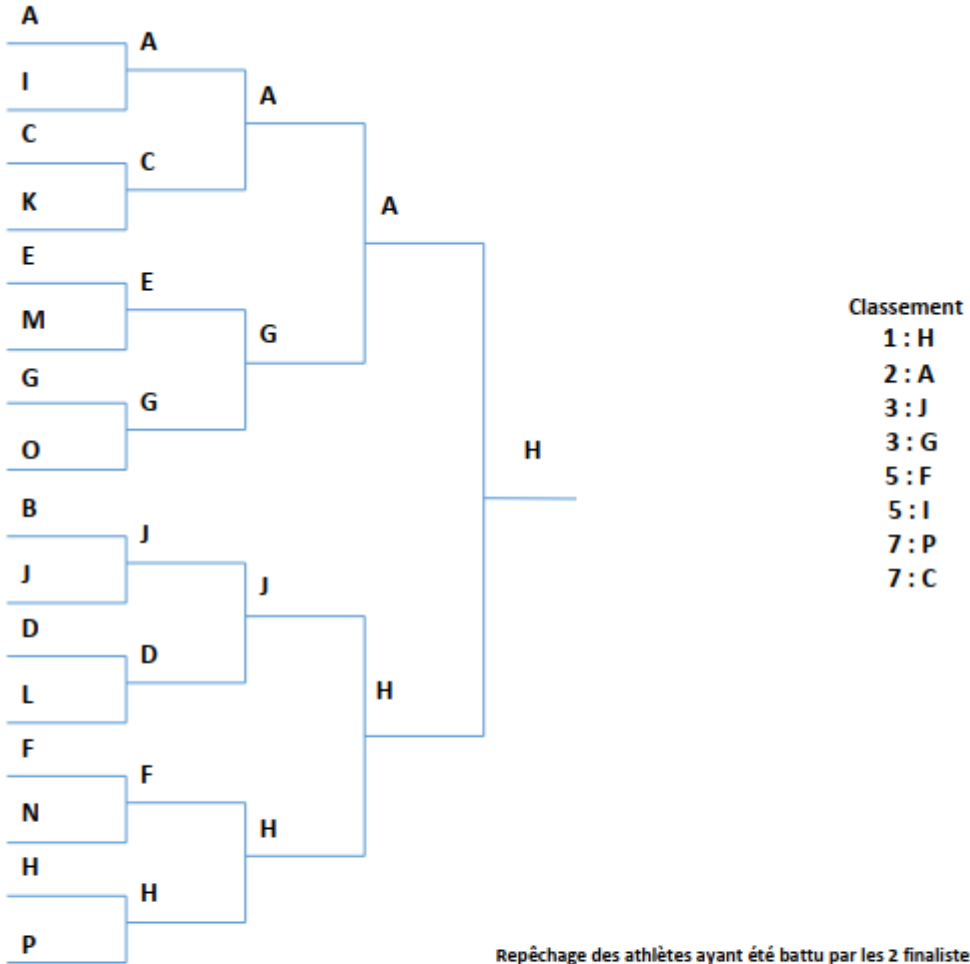 A
A
I
A
C
C
K
A
E
E
M
G
G
G
O
H
B
J
J
J
D
D
L
H
F
F
N
H
H
H
P
Classement
1 : H
2 : A
3 : J
3 : G
5 : F
5 : I
7 : P
7 : C
Repêchage des athlètes ayant été battu par les 2 finaliste